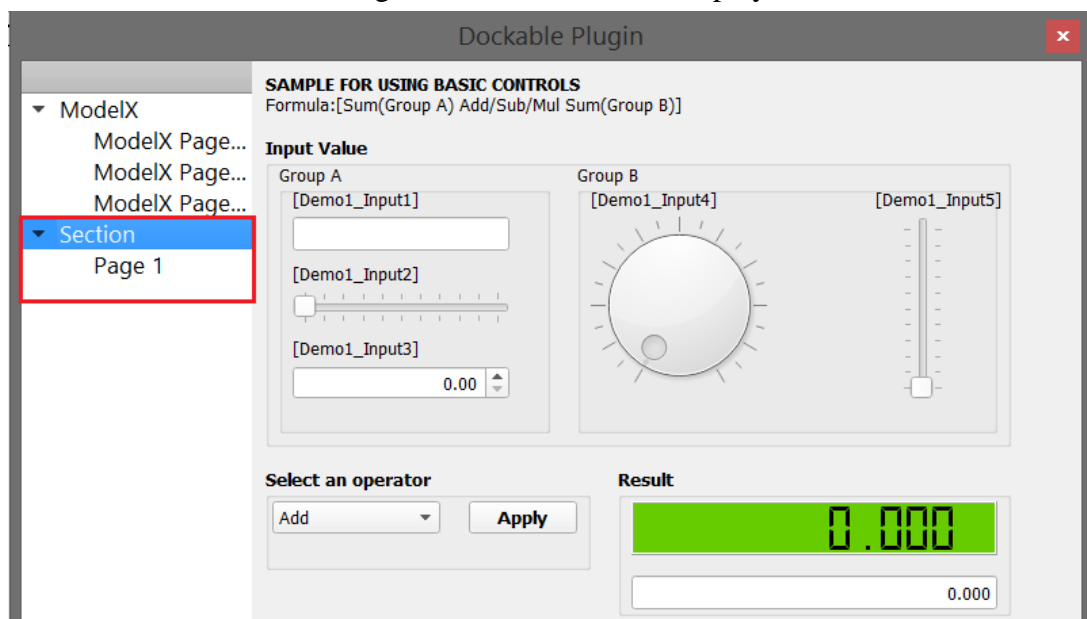 Dockable Plugin
x
ModelX
ModelX Page...
ModelX Page...
ModelX Page...
Section
Page 1
SAMPLE FOR USING BASIC CONTROLS
Formula:[Sum(Group A) Add/Sub/Mul Sum(Group B)]
Input Value
Group A
[Demo1_Input1]
[Demo1_Input2]
[Demo1_Input3]
0.00
Group B
[Demo1_Input4]
[Demo1_Input5]
Select an operator
Add
Apply
Result
0.000
0.000